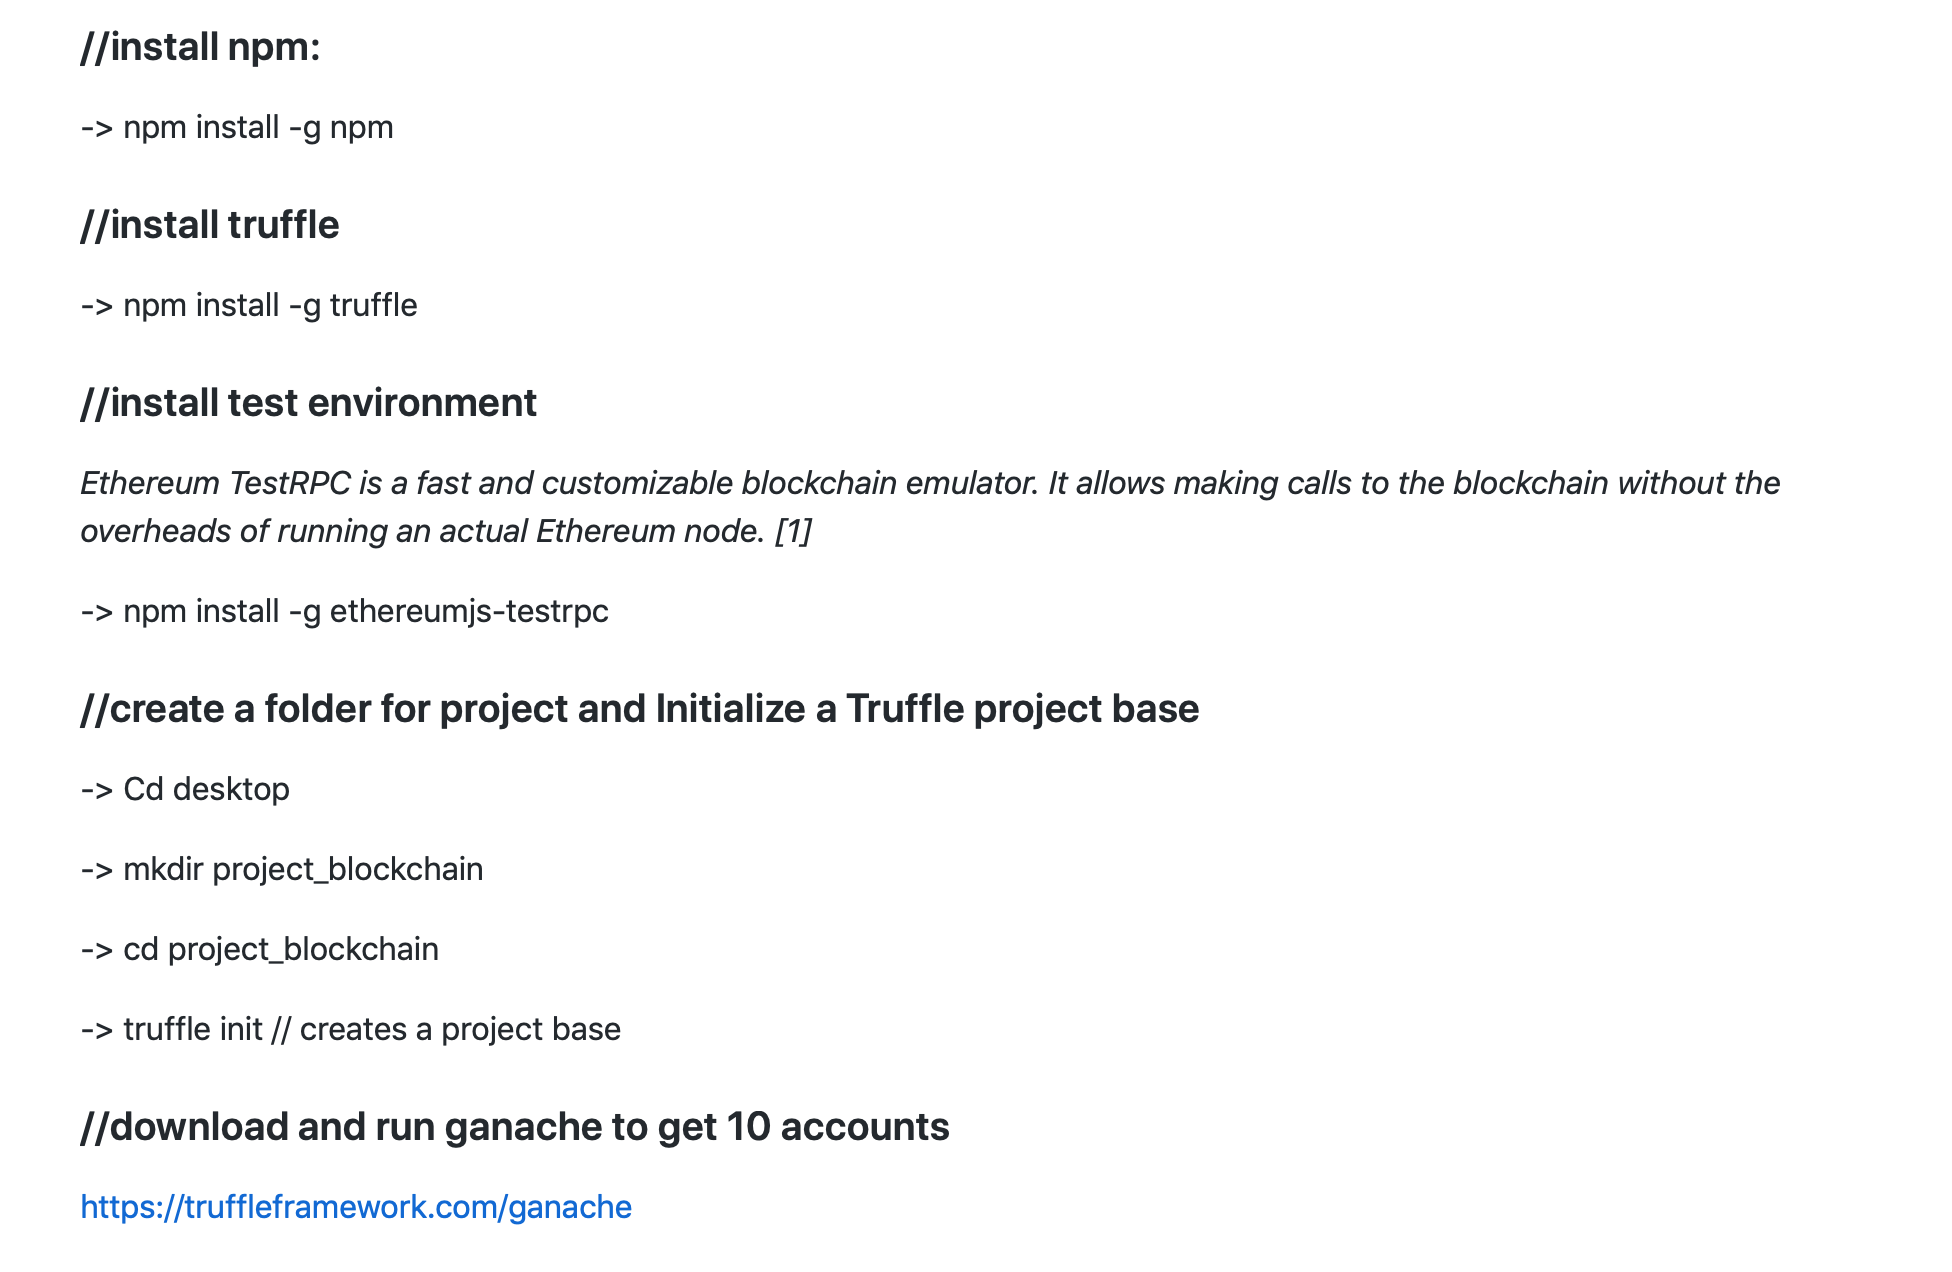 //install npm:
-> npm install -g npm
//install truffle
-> npm install -g truffle
//install test environment
Ethereum TestRPC is a fast and customizable blockchain emulator. It allows making calls to the blockchain without the
overheads of running an actual Ethereum node. [1]
-> npm install -g ethereumjs-testrpc
//create a folder for project and Initialize a Truffle project base
-> Cd desktop
-> mkdir project_blockchain
-> cd project_blockchain
-> truffle init // creates a project base
//download and run ganache to get 10 accounts
https://truffleframework.com/ganache